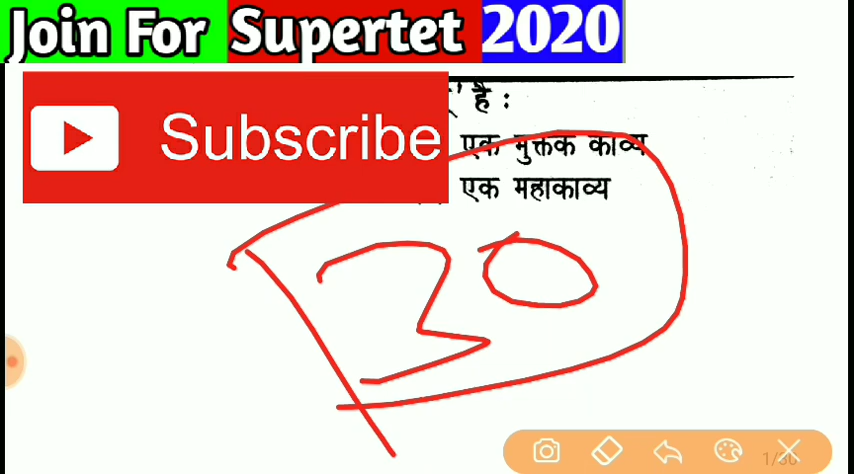 Join For Supertet 2020
है :
Subscribe
एक मुक्तक काव्य
एक महाकाव्य
30
1/30